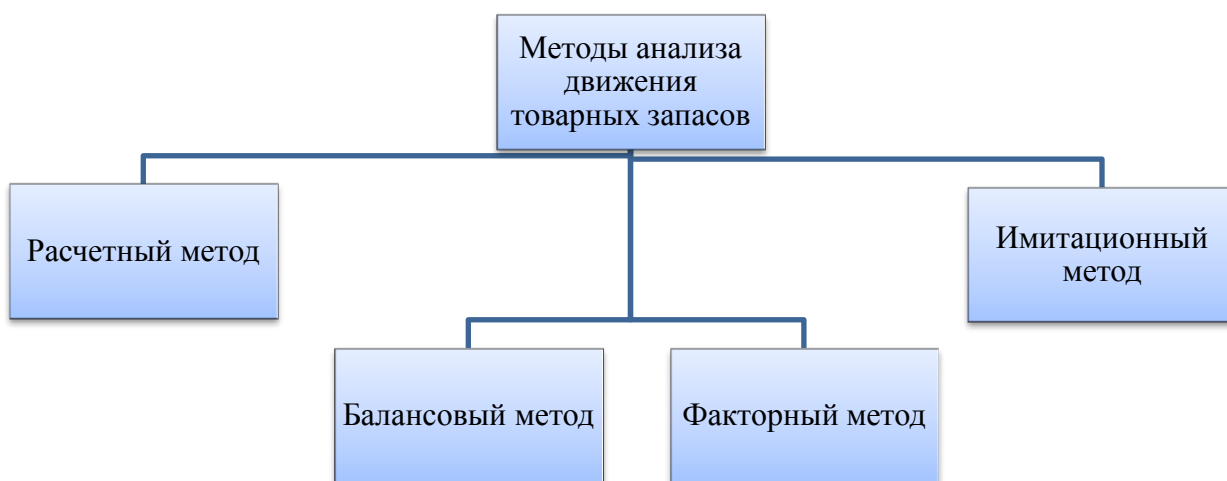 Методы анализа
движения
товарных запасов
Расчетный метод
Имитационный
метод
Балансовый метод
Факторный метод